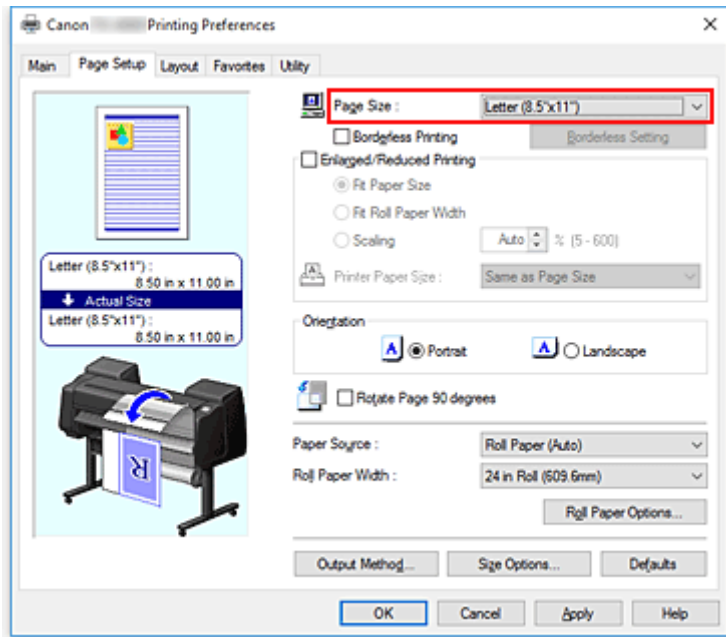 Canon Printing Preferences
Main Page Setup Layout Favorites Utility
Page Size : Letter (8.5"x11")
Borderless Printing Borderless Setting
Enlarged/Reduced Printing
Fit Paper Size
Fit Roll Paper Width
Scaling Auto % (5 - 600)
Printer Paper Size : Same as Page Size
Letter (8.5"x11") :
8.50 in x 11.00 in
Actual Size
Letter (8.5"x11") :
8.50 in x 11.00 in
Orientation
A Portrait A Landscape
Rotate Page 90 degrees
Paper Source : Roll Paper (Auto)
Roll Paper Width : 24 in Roll (609.6mm)
R
Roll Paper Options...
Output Method... Size Options... Defaults
OK Cancel Apply Help